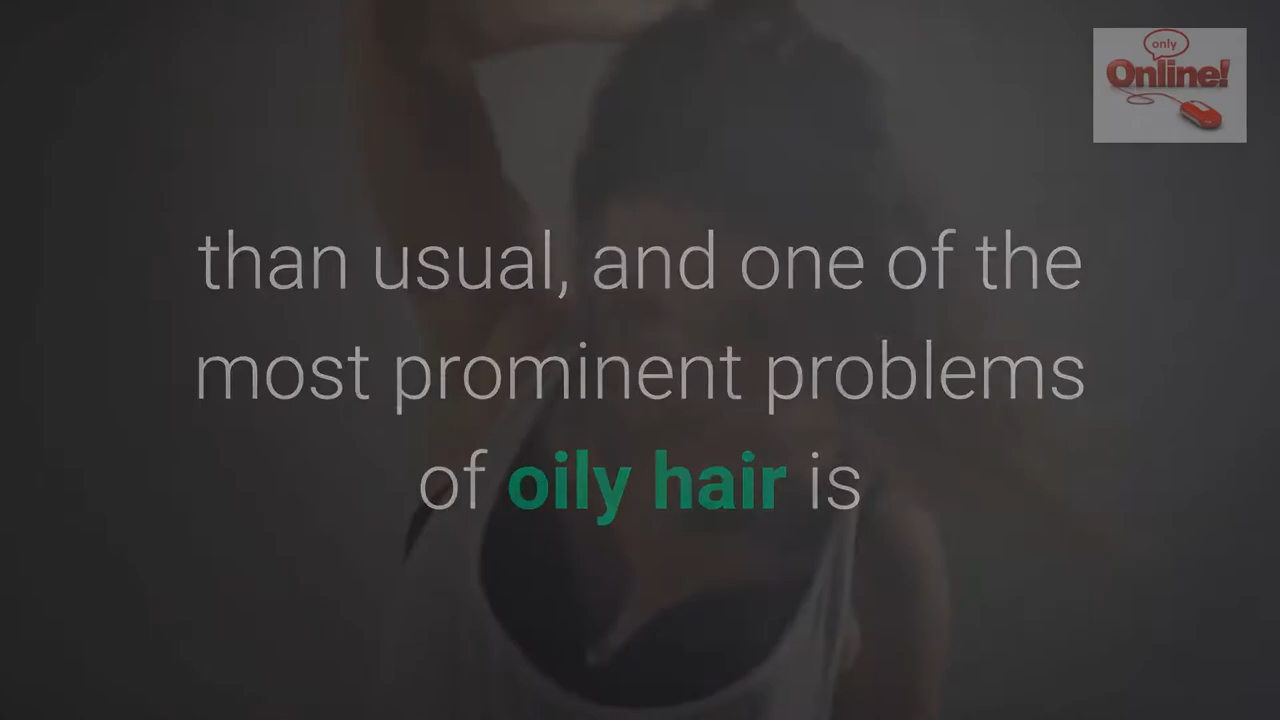 only
Online!
than usual, and one of the
most prominent problems
of oily hair is